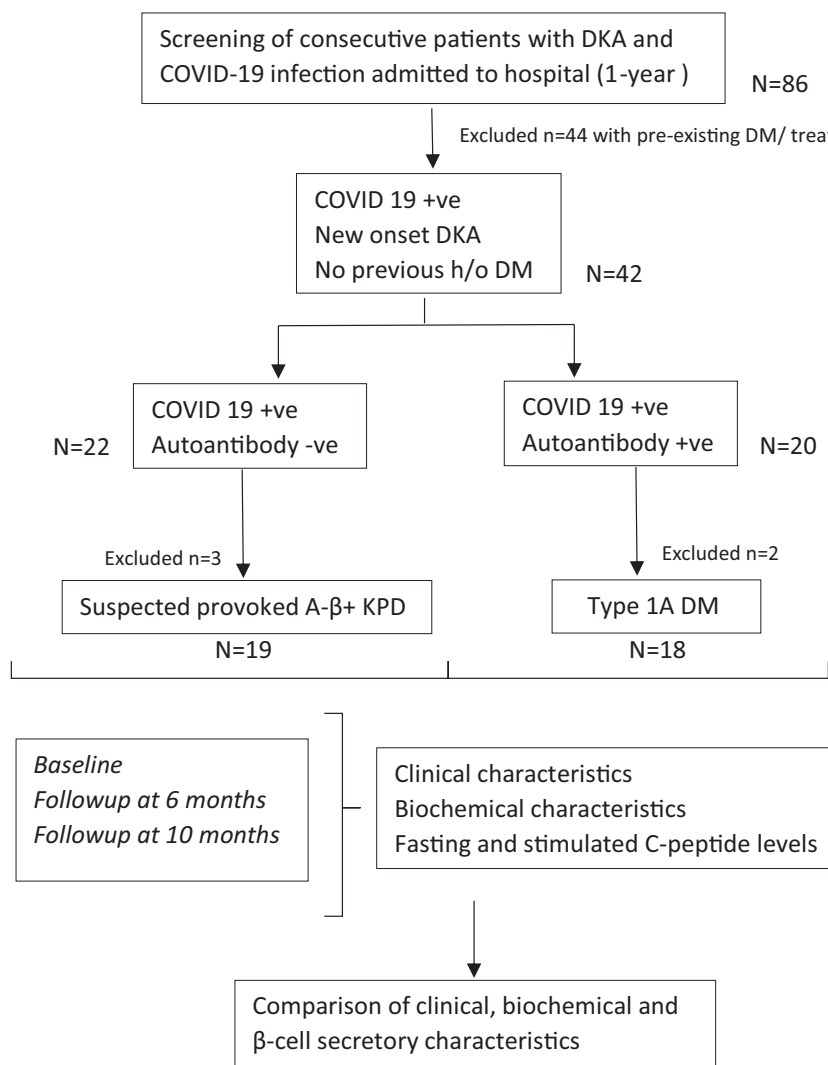 Screening of consecutive patients with DKA and
COVID-19 infection admitted to hospital (1-year )
N=86
Excluded n=44 with pre-existing DM/ treat
COVID 19 +ve
New onset DKA
No previous h/o DM
N=42
COVID 19 +ve
Autoantibody -ve
N=22
COVID 19 +ve
Autoantibody +ve
N=20
Excluded n=3
Excluded n=2
Suspected provoked A-β+ KPD
N=19
Type 1A DM
N=18
Baseline
Followup at 6 months
Followup at 10 months
Clinical characteristics
Biochemical characteristics
Fasting and stimulated C-peptide levels
Comparison of clinical, biochemical and
β-cell secretory characteristics